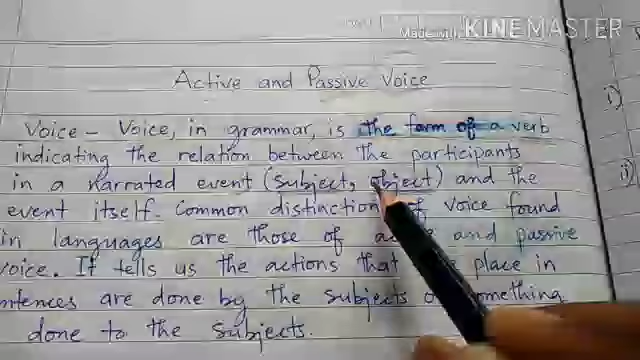 Made with KINEMASTER
Active and Passive Voice
Voice - Voice, in grammar, is the form of a verb
indicating the relation between the participants
in a narrated event (subject, object) and the
event itself. Common distinction of voice found
in languages are those of and passive
voice. It tells us the actions that place in
ntences are done by the subjects something
done to the subjects.
i)
ii)